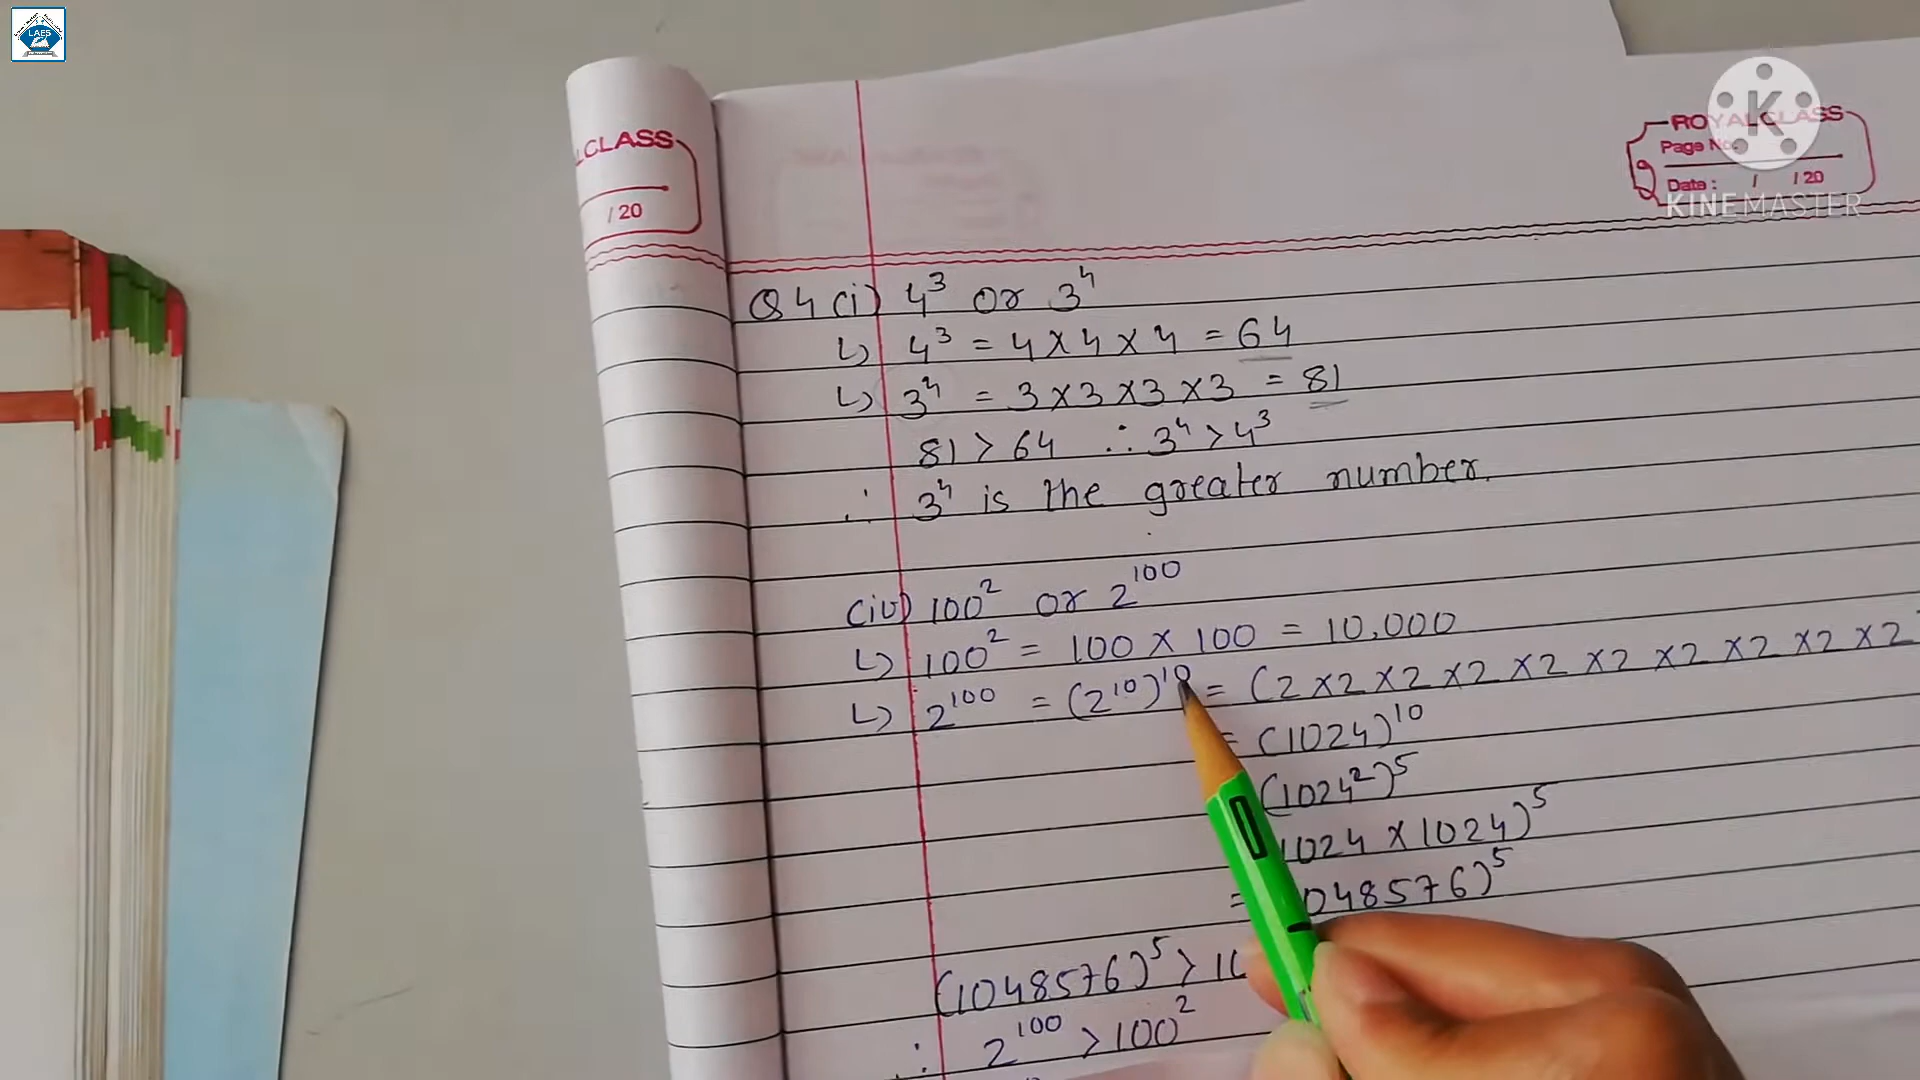 LAES
LCLASS
/ 20
ROYAL CLASS
Page No.
Date : / / 20
K
KINEMASTER
Q4 (i) 4³ or 3⁴
↳ 4³ = 4 × 4 × 4 = 64
↳ 3⁴ = 3 × 3 × 3 × 3 = 81
81 > 64 ∴ 3⁴ > 4³
∴ 3⁴ is the greater number.
(iv) 100² or 2¹⁰⁰
↳ 100² = 100 × 100 = 10,000
↳ 2¹⁰⁰ = (2¹⁰)¹⁰ = (2 × 2 × 2 × 2 × 2 × 2 × 2 × 2 × 2 × 2
= (1024)¹⁰
(1024²)⁵
1024 × 1024)⁵
= 048576)⁵
(1048576)⁵ > 10
∴ 2¹⁰⁰ > 100²